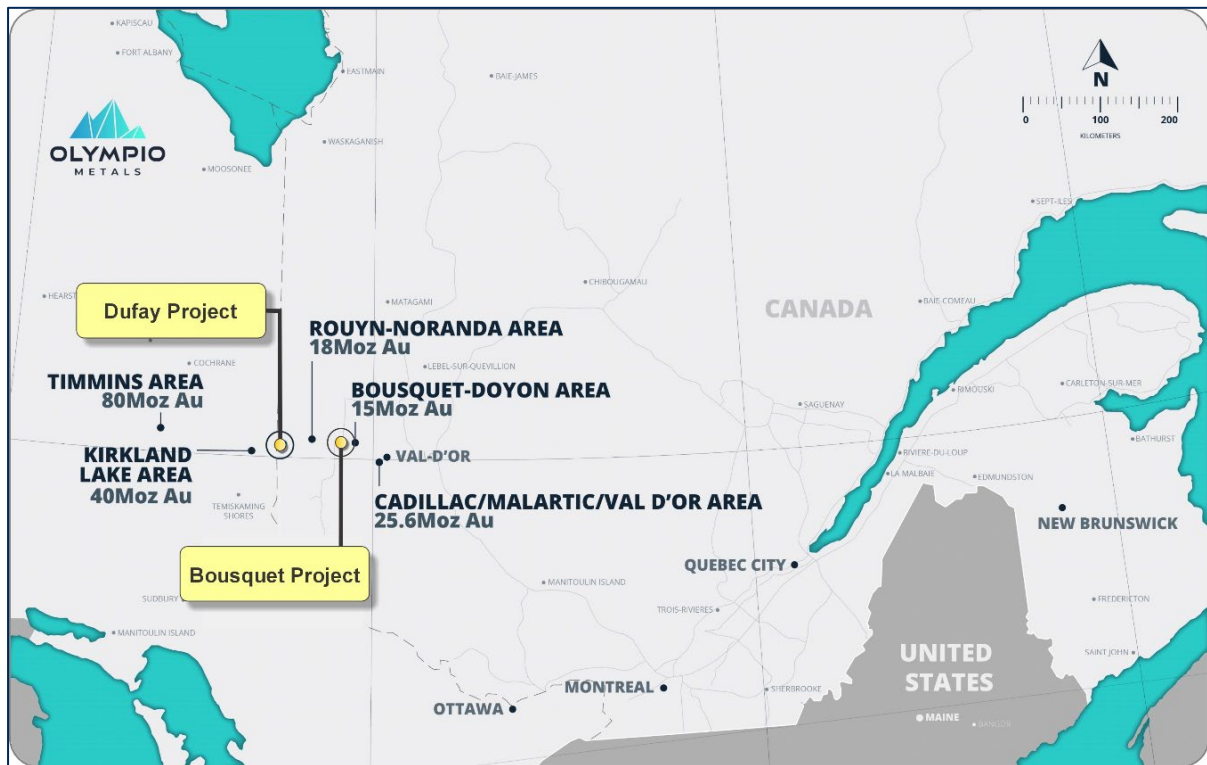 KAPISCAU
FORT ALBANY
EASTMAIN
BAIE-JAMES
N
0 100 200
KILOMETERS
OLYMPIO
METALS
WASKAGANISH
MOOSONEE
SEPT-ILES
CHIBOUGAMAU
HEARST
Dufay Project
MATAGAMI
CANADA
BAIE-COMEAU
ROUYN-NORANDA AREA
18Moz Au
COCHRANE
LEBEL-SUR-QUEVILLION
TIMMINS AREA
80Moz Au
BOUSQUET-DOYON AREA
15Moz Au
RIMOUSKI
CARLETON-SUR-MER
SAGUENAY
BATHURST
KIRKLAND
LAKE AREA
40Moz Au
VAL-D'OR
RIVIERE-DU-LOUP
LA MALBAIE
EDMUNDSTON
TEMISKAMING
SHORES
CADILLAC/MALARTIC/VAL D'OR AREA
25.6Moz Au
NEW BRUNSWICK
Bousquet Project
QUEBEC CITY
MANITOULIN ISLAND
SUDBURY
TROIS-RIVIERES
FREDERICTON
MANITOULIN ISLAND
UNITED
STATES
SAINT JOHN
MONTREAL
SHERBROOKE
OTTAWA
MAINE
BANGOR